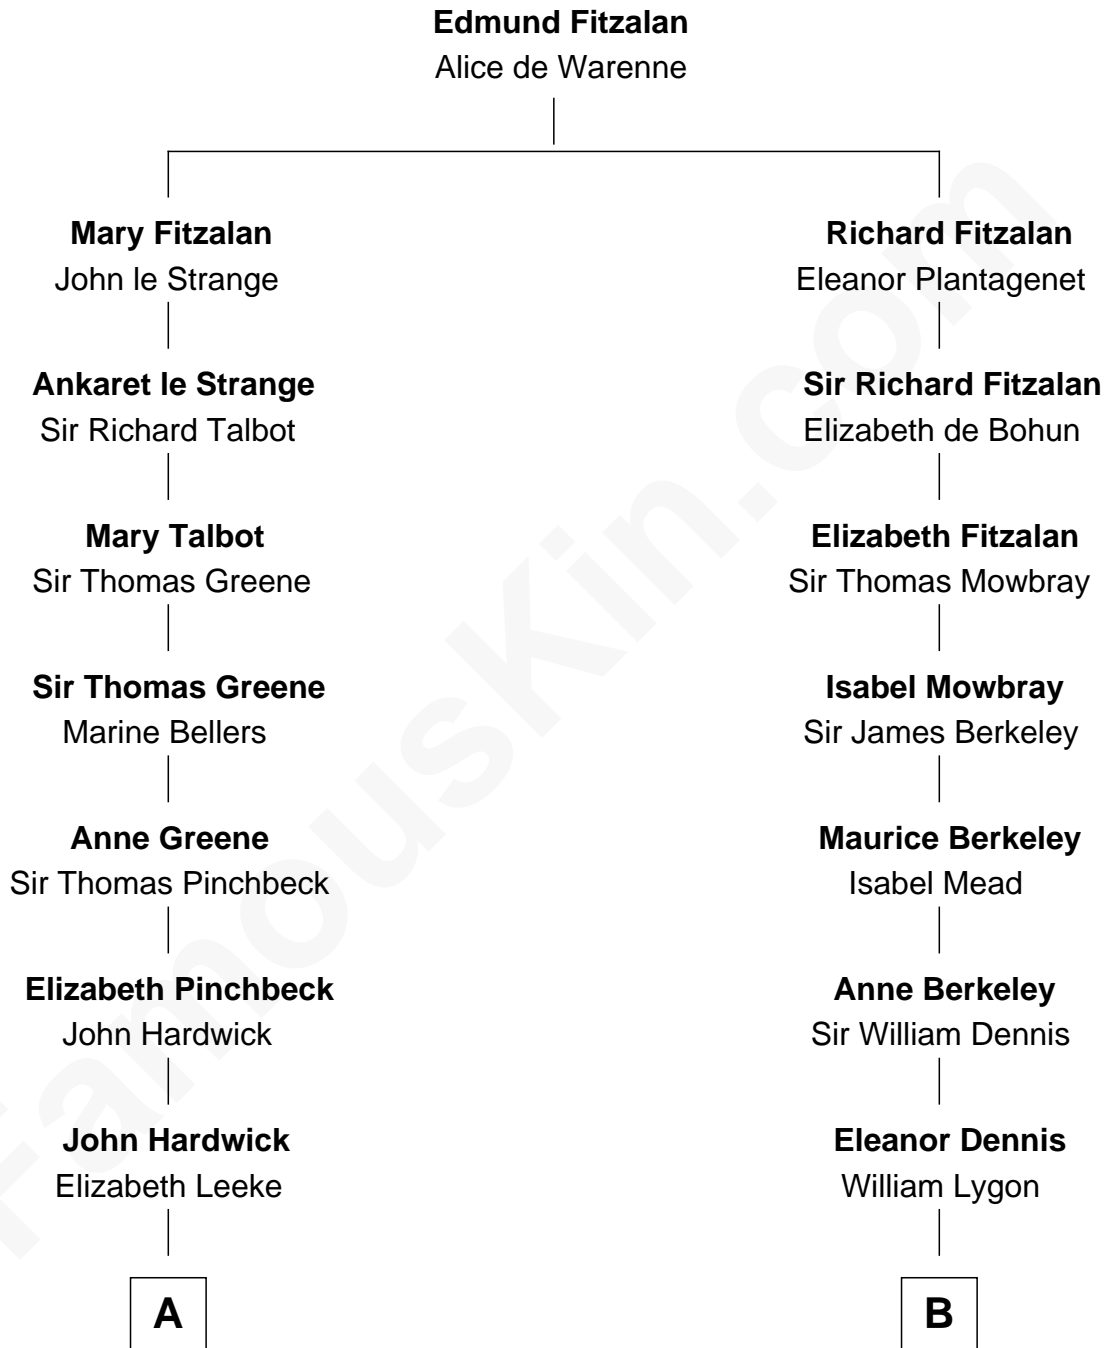 Edmund Fitzalan
Alice de Warenne
Mary Fitzalan
John le Strange
Richard Fitzalan
Eleanor Plantagenet
Ankaret le Strange
Sir Richard Talbot
Sir Richard Fitzalan
Elizabeth de Bohun
Mary Talbot
Sir Thomas Greene
Elizabeth Fitzalan
Sir Thomas Mowbray
Sir Thomas Greene
Marine Bellers
Isabel Mowbray
Sir James Berkeley
Anne Greene
Sir Thomas Pinchbeck
Maurice Berkeley
Isabel Mead
Elizabeth Pinchbeck
John Hardwick
Anne Berkeley
Sir William Dennis
John Hardwick
Elizabeth Leeke
Eleanor Dennis
William Lygon
A
B
FamousKin.com